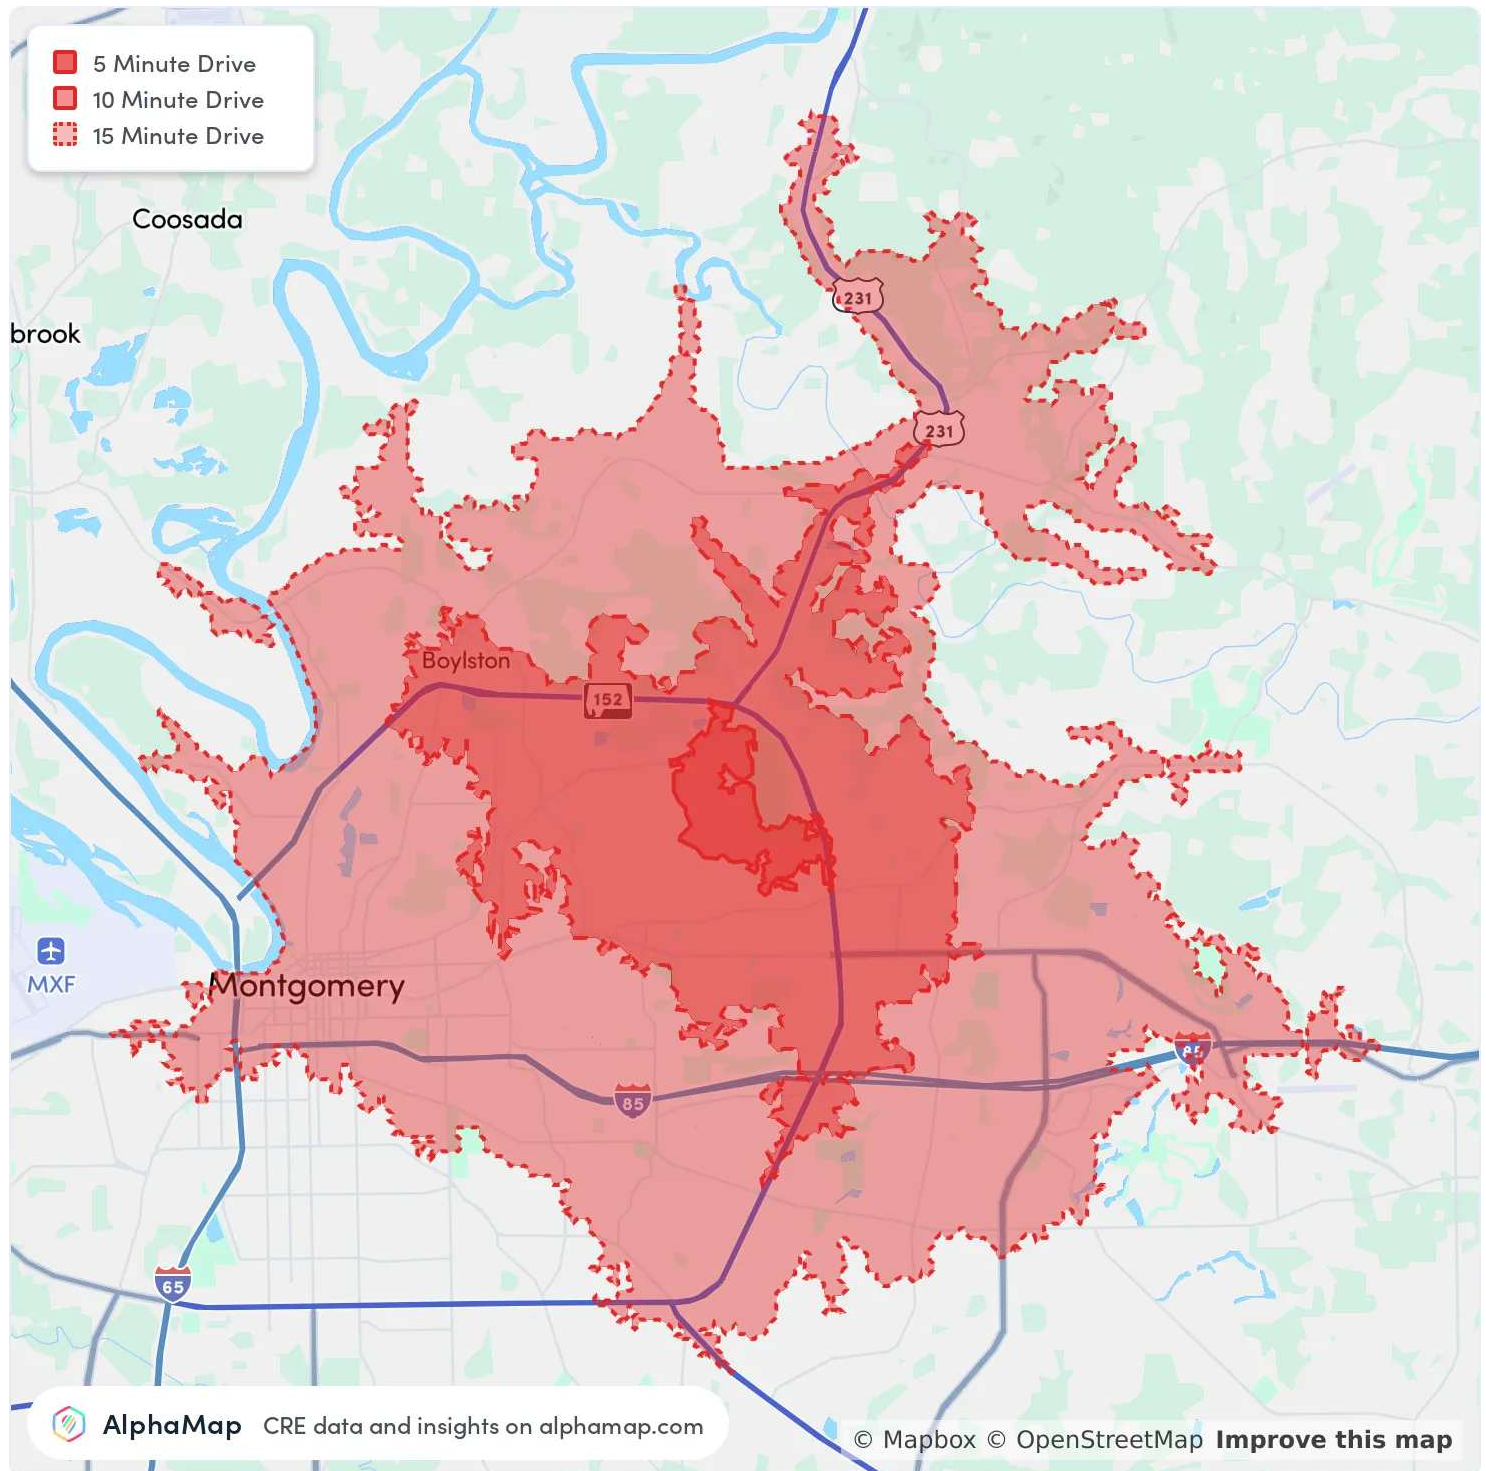 5 Minute Drive
10 Minute Drive
15 Minute Drive
Coosada
brook
231
231
Boylston
152
MXF
Montgomery
85
85
65
AlphaMap CRE data and insights on alphamap.com
© Mapbox © OpenStreetMap Improve this map